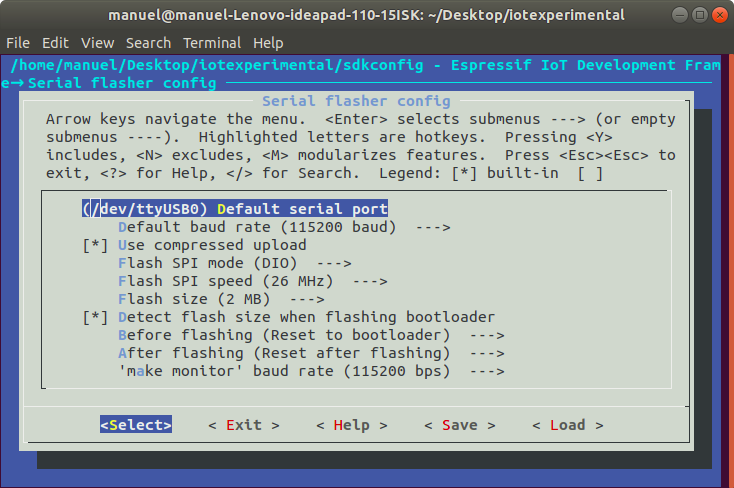 manuel@manuel-Lenovo-ideapad-110-15ISK: ~/Desktop/iotexperimental
File Edit View Search Terminal Help
/home/manuel/Desktop/iotexperimental/sdkconfig - Espressif IoT Development Fram
e→Serial flasher config
Serial flasher config
Arrow keys navigate the menu.  <Enter> selects submenus ---> (or empty
submenus ----).  Highlighted letters are hotkeys.  Pressing <Y>
includes, <N> excludes, <M> modularizes features.  Press <Esc><Esc> to
exit, <?> for Help, </> for Search.  Legend: [*] built-in  [ ]
(/dev/ttyUSB0) Default serial port
Default baud rate (115200 baud)  --->
[*] Use compressed upload
Flash SPI mode (DIO)  --->
Flash SPI speed (26 MHz)  --->
Flash size (2 MB)  --->
[*] Detect flash size when flashing bootloader
Before flashing (Reset to bootloader)  --->
After flashing (Reset after flashing)  --->
'make monitor' baud rate (115200 bps)  --->
<Select>    < Exit >    < Help >    < Save >    < Load >